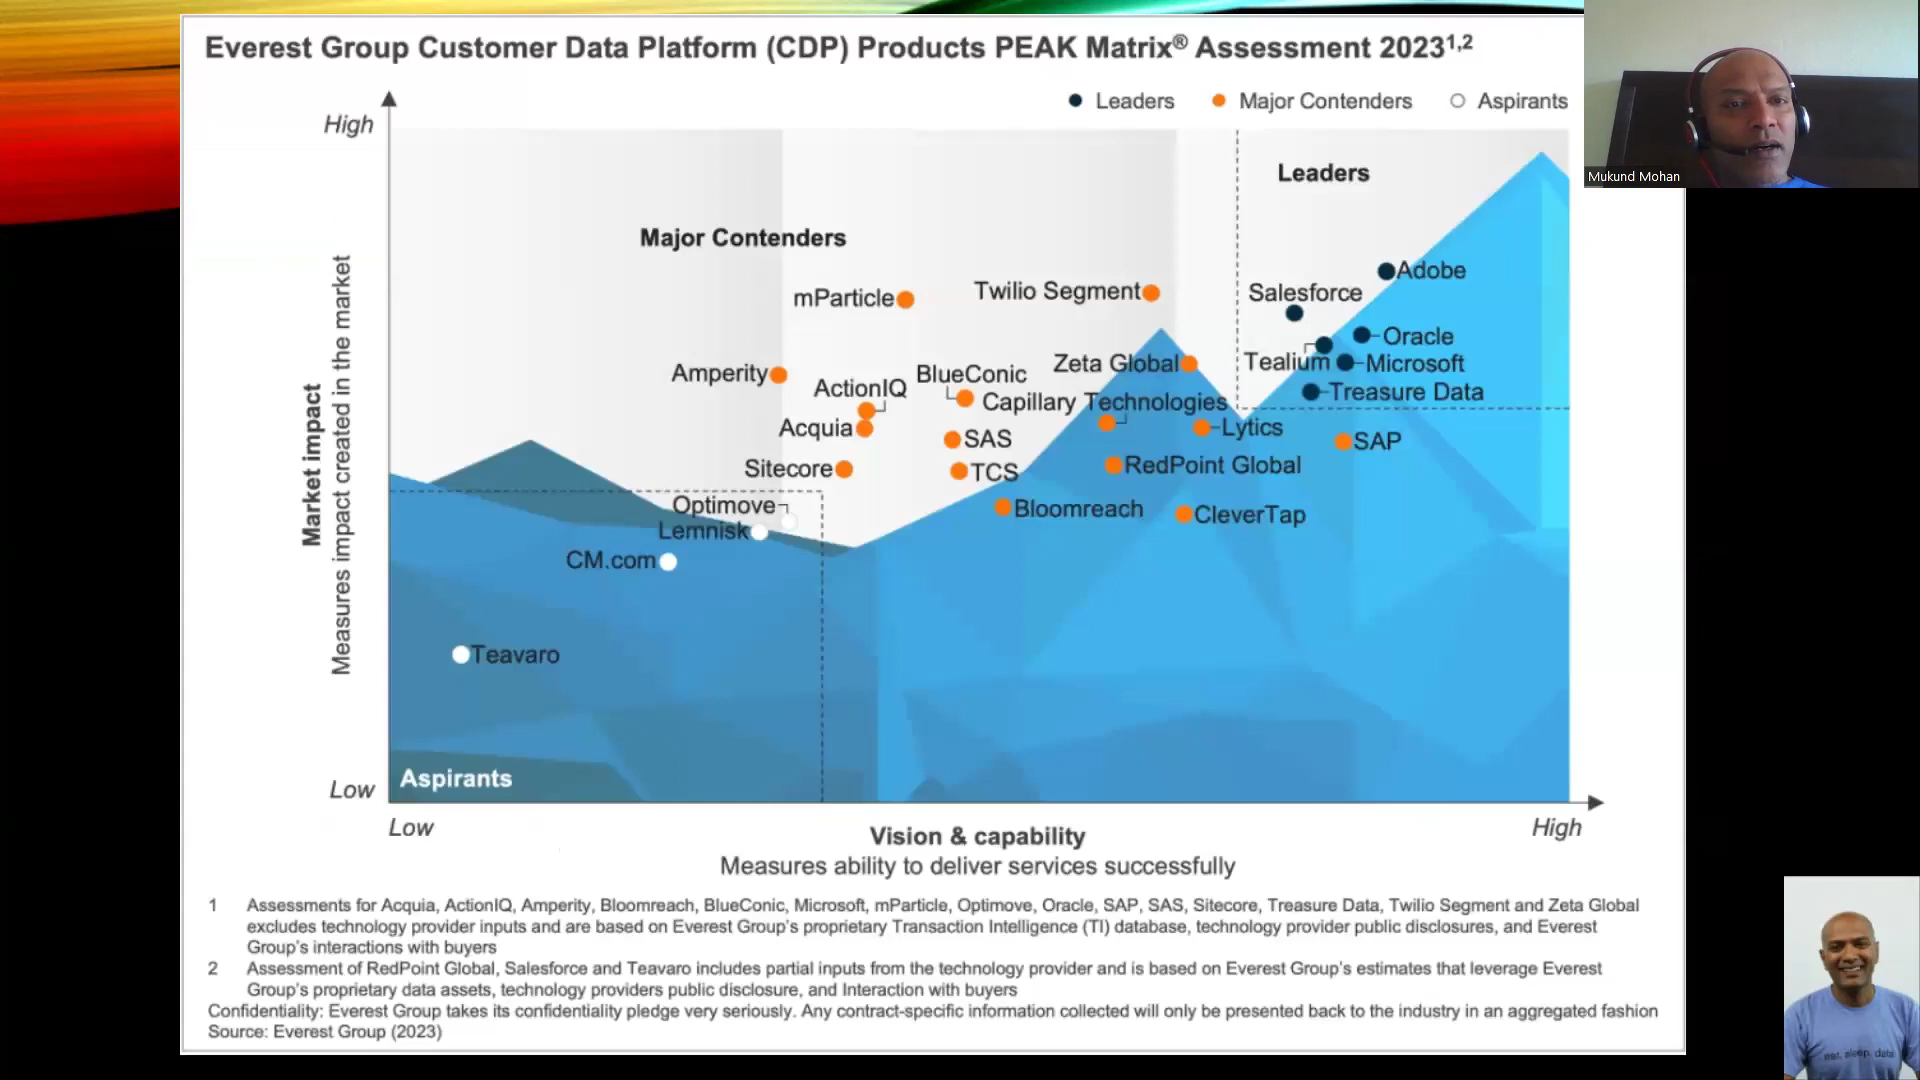 Everest Group Customer Data Platform (CDP) Products PEAK Matrix® Assessment 2023¹,²
Leaders
Major Contenders
Aspirants
High
Leaders
Mukund Mohan
Major Contenders
Adobe
Twilio Segment
Salesforce
mParticle
Oracle
Tealium
Microsoft
Zeta Global
Amperity
BlueConic
ActionIQ
Treasure Data
Capillary Technologies
Acquia
Lytics
SAS
SAP
Sitecore
TCS
RedPoint Global
Optimove
Bloomreach
CleverTap
Lemnisk
CM.com
Teavaro
Market impact
Measures impact created in the market
Aspirants
Low
Low
High
Vision & capability
Measures ability to deliver services successfully
1 Assessments for Acquia, ActionIQ, Amperity, Bloomreach, BlueConic, Microsoft, mParticle, Optimove, Oracle, SAP, SAS, Sitecore, Treasure Data, Twilio Segment and Zeta Global
excludes technology provider inputs and are based on Everest Group's proprietary Transaction Intelligence (TI) database, technology provider public disclosures, and Everest
Group's interactions with buyers
2 Assessment of RedPoint Global, Salesforce and Teavaro includes partial inputs from the technology provider and is based on Everest Group's estimates that leverage Everest
Group's proprietary data assets, technology providers public disclosure, and Interaction with buyers
Confidentiality: Everest Group takes its confidentiality pledge very seriously. Any contract-specific information collected will only be presented back to the industry in an aggregated fashion
Source: Everest Group (2023)
eat. sleep. data